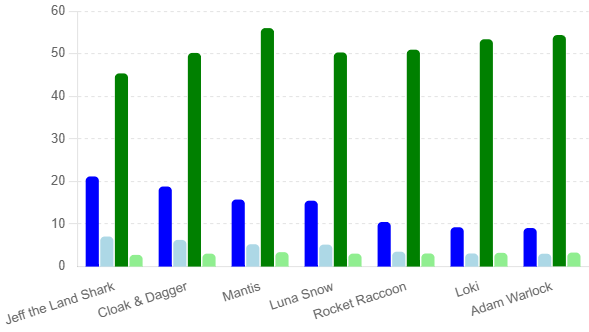 60
50
40
30
20
10
0
Jeff the Land Shark
Cloak & Dagger
Mantis
Luna Snow
Rocket Raccoon
Loki
Adam Warlock